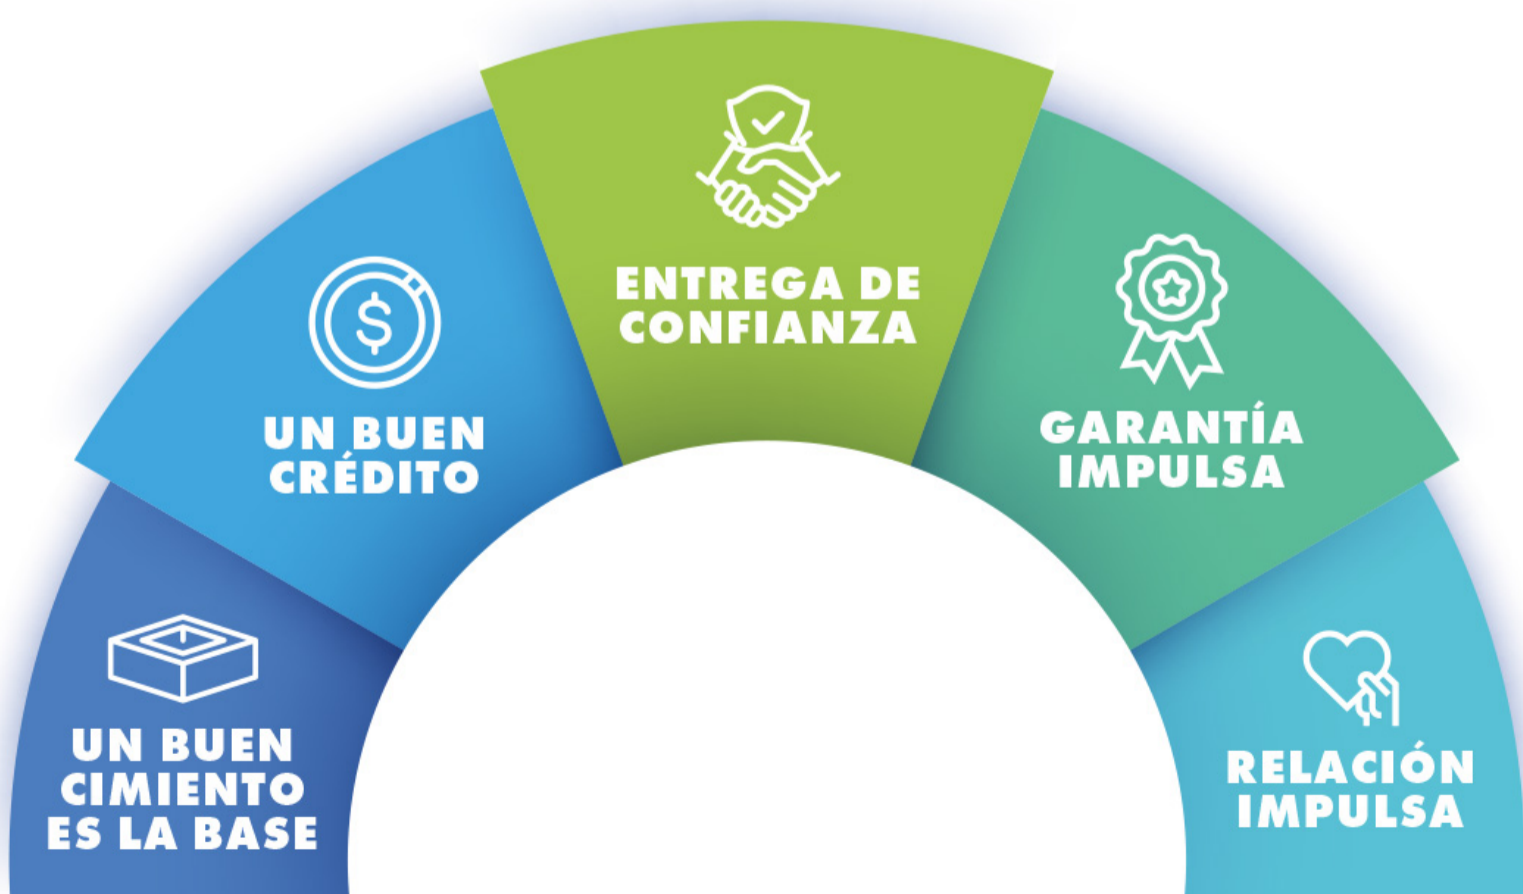 UN BUEN
CIMIENTO
ES LA BASE
UN BUEN
CRÉDITO
ENTREGA DE
CONFIANZA
GARANTÍA
IMPULSA
RELACIÓN
IMPULSA